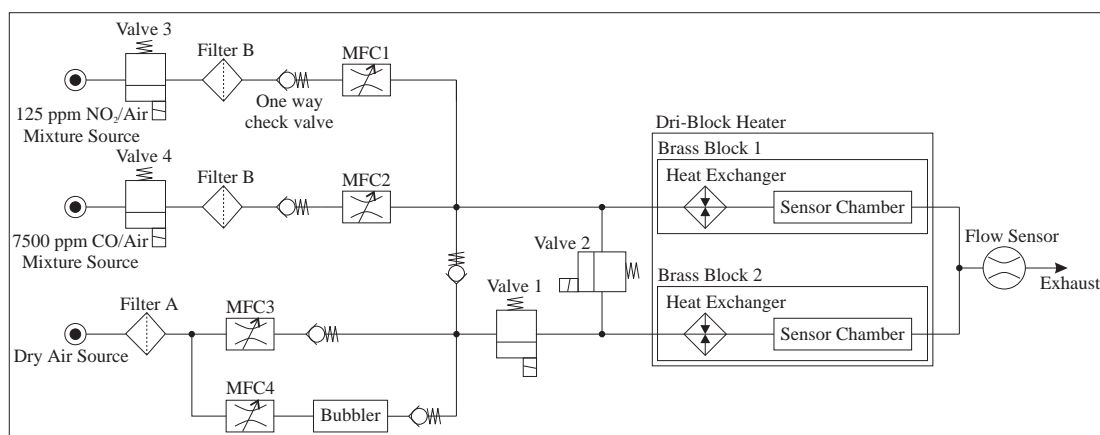 Valve 3
Filter B
MFC1
One way
check valve
125 ppm NO₂/Air
Mixture Source
Valve 4
Filter B
MFC2
7500 ppm CO/Air
Mixture Source
Dri-Block Heater
Brass Block 1
Heat Exchanger
Sensor Chamber
Valve 2
Flow Sensor
Exhaust
Brass Block 2
Heat Exchanger
Sensor Chamber
Valve 1
Filter A
MFC3
Dry Air Source
MFC4
Bubbler